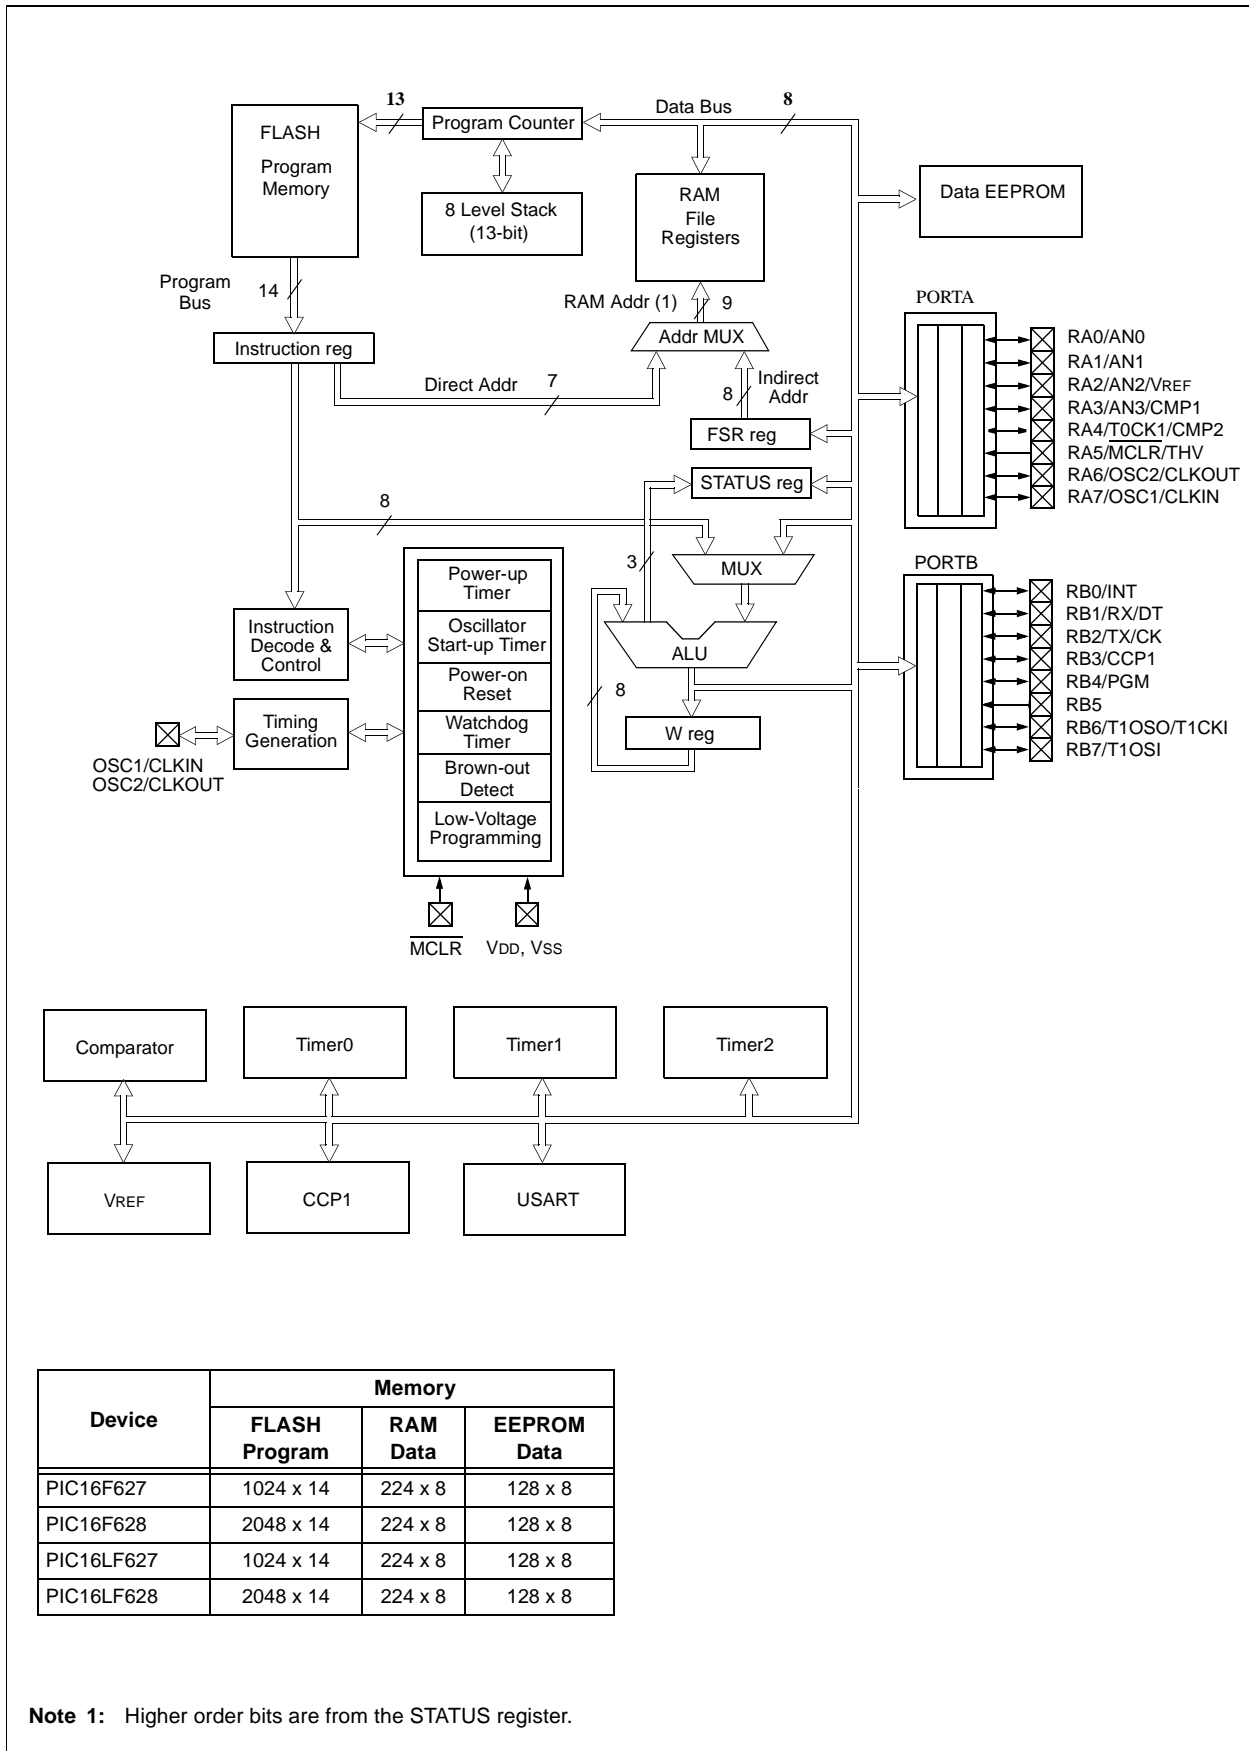 13
Data Bus
8
FLASH
Program
Memory
Program Counter
8 Level Stack
(13-bit)
RAM
File
Registers
Data EEPROM
Program
Bus
14
RAM Addr (1)
9
PORTA
Instruction reg
Addr MUX
Direct Addr
7
8
Indirect
Addr
FSR reg
STATUS reg
RA0/AN0
RA1/AN1
RA2/AN2/VREF
RA3/AN3/CMP1
RA4/T0CK1/CMP2
RA5/MCLR/THV
RA6/OSC2/CLKOUT
RA7/OSC1/CLKIN
8
3
MUX
PORTB
Power-up
Timer
Oscillator
Start-up Timer
Power-on
Reset
Watchdog
Timer
Brown-out
Detect
Low-Voltage
Programming
Instruction
Decode &
Control
Timing
Generation
OSC1/CLKIN
OSC2/CLKOUT
ALU
8
W reg
RB0/INT
RB1/RX/DT
RB2/TX/CK
RB3/CCP1
RB4/PGM
RB5
RB6/T1OSO/T1CKI
RB7/T1OSI
MCLR
VDD, VSS
Comparator
Timer0
Timer1
Timer2
VREF
CCP1
USART
Device
Memory
FLASH Program
RAM Data
EEPROM Data
PIC16F627 1024 x 14 224 x 8 128 x 8
PIC16F628 2048 x 14 224 x 8 128 x 8
PIC16LF627 1024 x 14 224 x 8 128 x 8
PIC16LF628 2048 x 14 224 x 8 128 x 8
Note 1: Higher order bits are from the STATUS register.